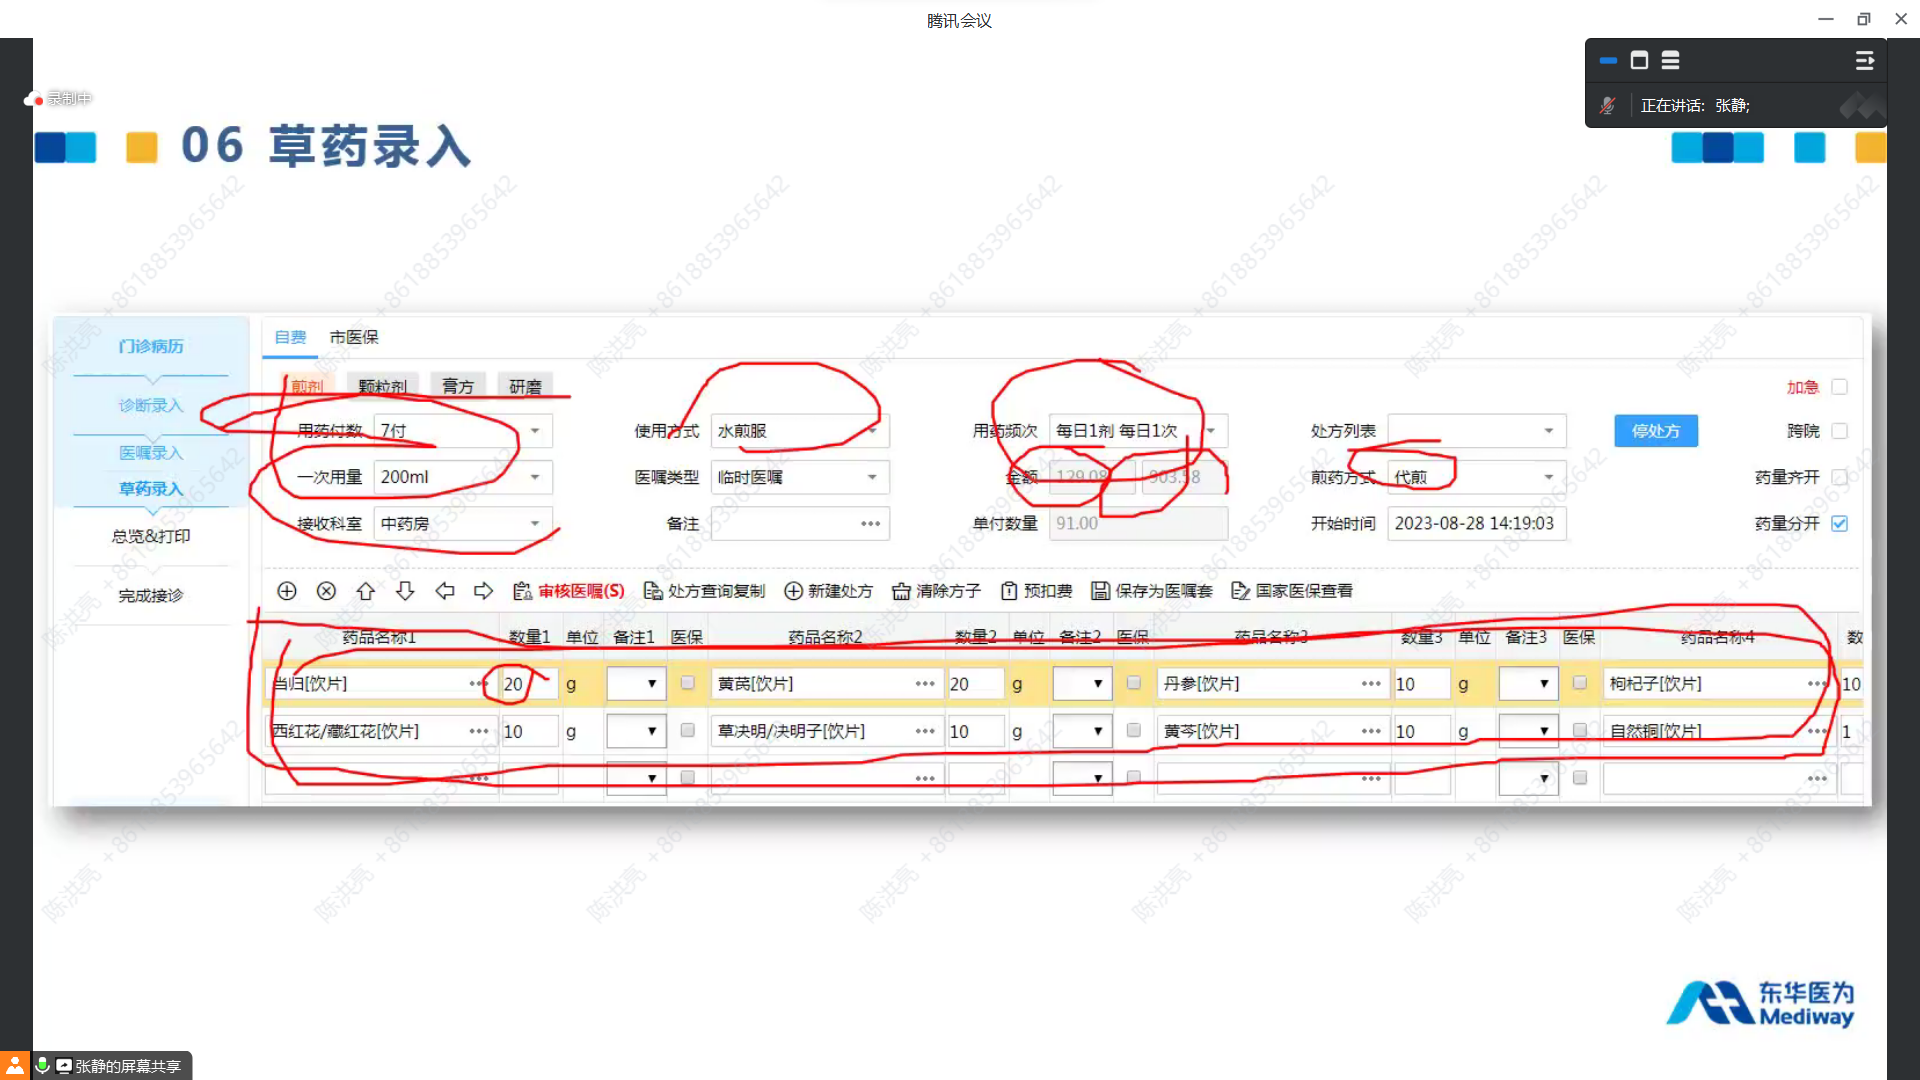 腾讯会议
录制中
正在讲话: 张静;
06 草药录入
门诊病历
诊断录入
医嘱录入
草药录入
总览&打印
完成接诊
自费 市医保
煎剂 颗粒剂 膏方 研磨 加急
用药付数 7付 使用方式 水煎服 用药频次 每日1剂 每日1次 处方列表 停处方 跨院
一次用量 200ml 医嘱类型 临时医嘱 金额 129.08 903.58 煎药方式 代煎 药量齐开
接收科室 中药房 备注 单付数量 91.00 开始时间 2023-08-28 14:19:03 药量分开
审核医嘱(S) 处方查询复制 新建处方 清除方子 预扣费 保存为医嘱套 国家医保查看
药品名称1 数量1 单位 备注1 医保 药品名称2 数量2 单位 备注2 医保 药品名称3 数量3 单位 备注3 医保 药品名称4 数
当归[饮片] 20 g 黄芪[饮片] 20 g 丹参[饮片] 10 g 枸杞子[饮片] 10
西红花/藏红花[饮片] 10 g 草决明/决明子[饮片] 10 g 黄芩[饮片] 10 g 自然铜[饮片] 1
东华医为
Mediway
张静的屏幕共享
陈洪亮 +8618853965642